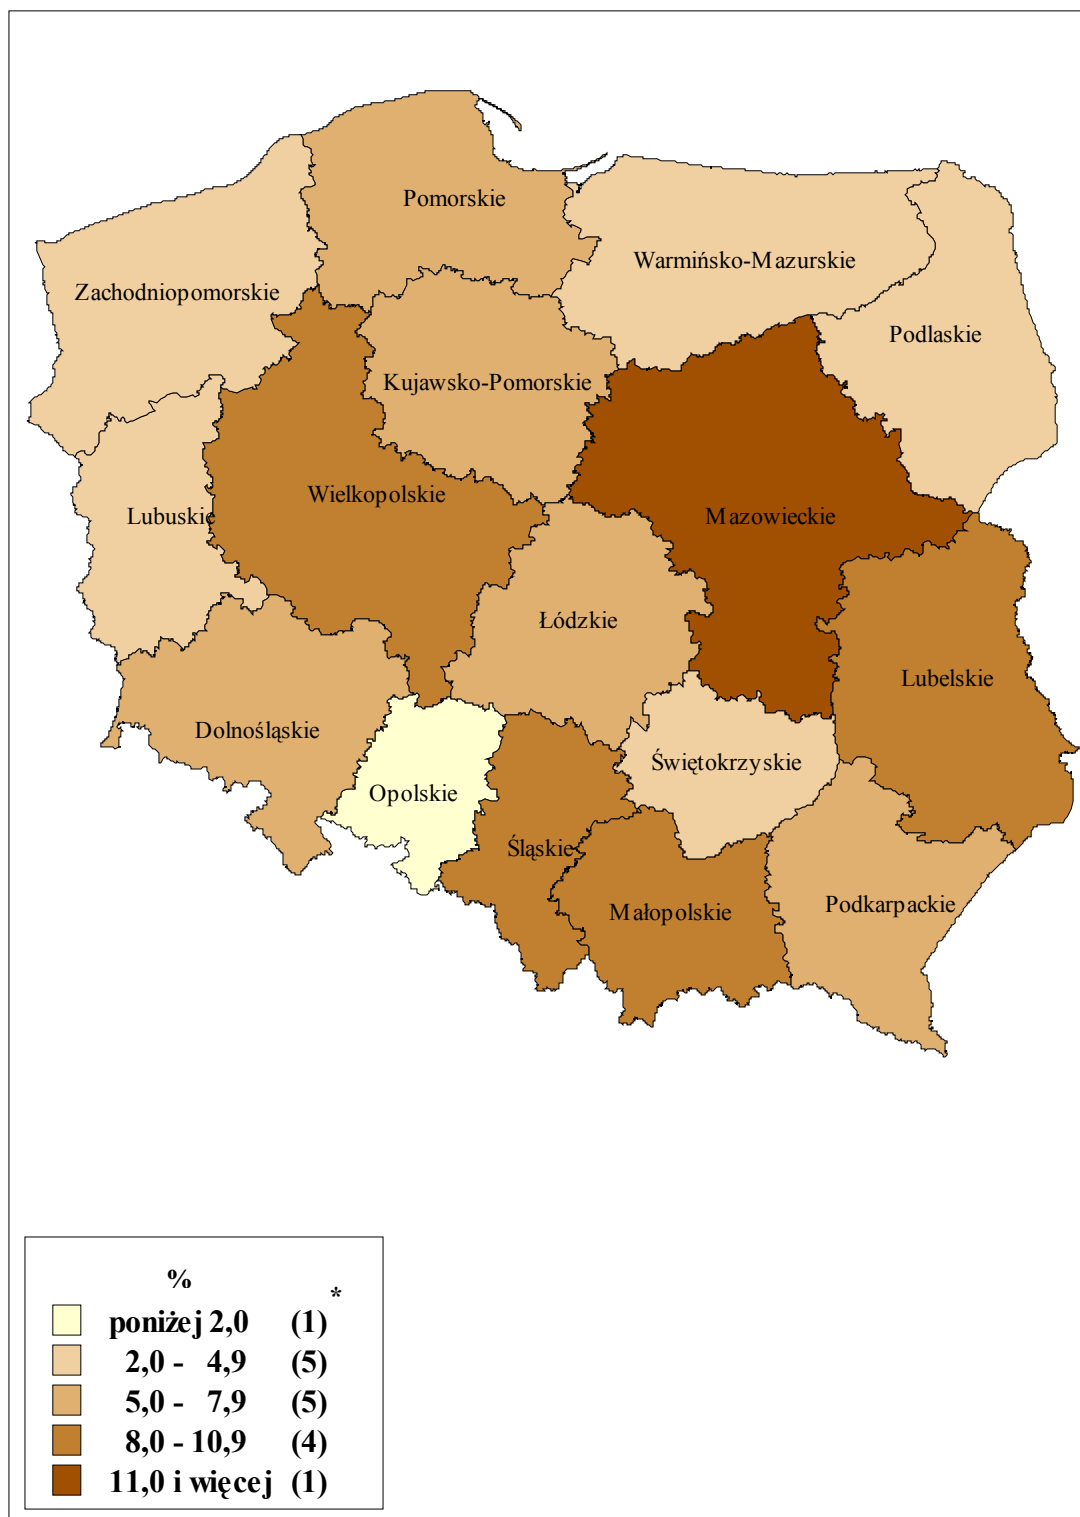 Pomorskie
Warmińsko-Mazurskie
Zachodniopomorskie
Podlaskie
Kujawsko-Pomorskie
Wielkopolskie
Lubuskie
Mazowieckie
Łódzkie
Lubelskie
Dolnośląskie
Świętokrzyskie
Opolskie
Śląskie
Podkarpackie
Małopolskie
%
*
poniżej 2,0 (1)
2,0 - 4,9 (5)
5,0 - 7,9 (5)
8,0 - 10,9 (4)
11,0 i więcej (1)